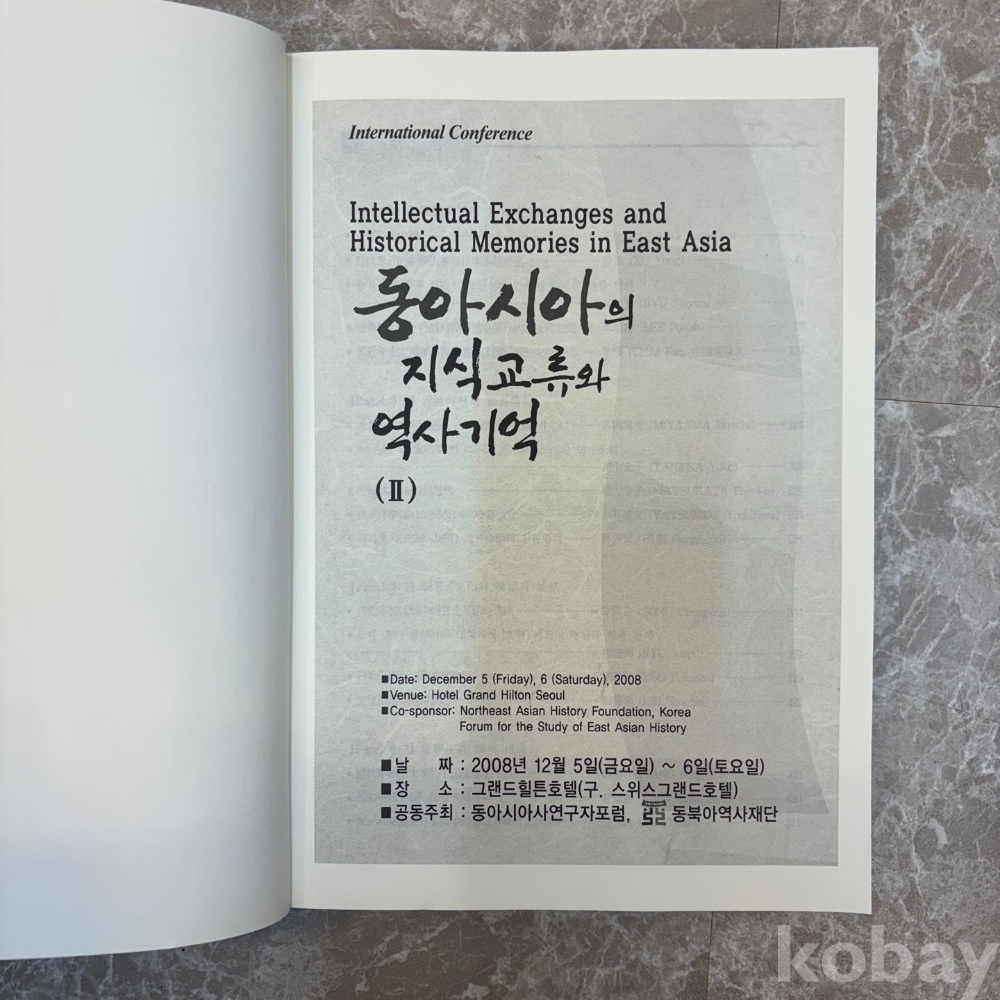 International Conference
Intellectual Exchanges and
Historical Memories in East Asia
동아시아의
지식교류와
역사기억
(Ⅱ)
■Date: December 5 (Friday), 6 (Saturday), 2008
■Venue: Hotel Grand Hilton Seoul
■Co-sponsor: Northeast Asian History Foundation, Korea
Forum for the Study of East Asian History
■날 짜 : 2008년 12월 5일(금요일) ~ 6일(토요일)
■장 소 : 그랜드힐튼호텔(구. 스위스그랜드호텔)
■공동주최 : 동아시아사연구자포럼, 동북아역사재단
kobay